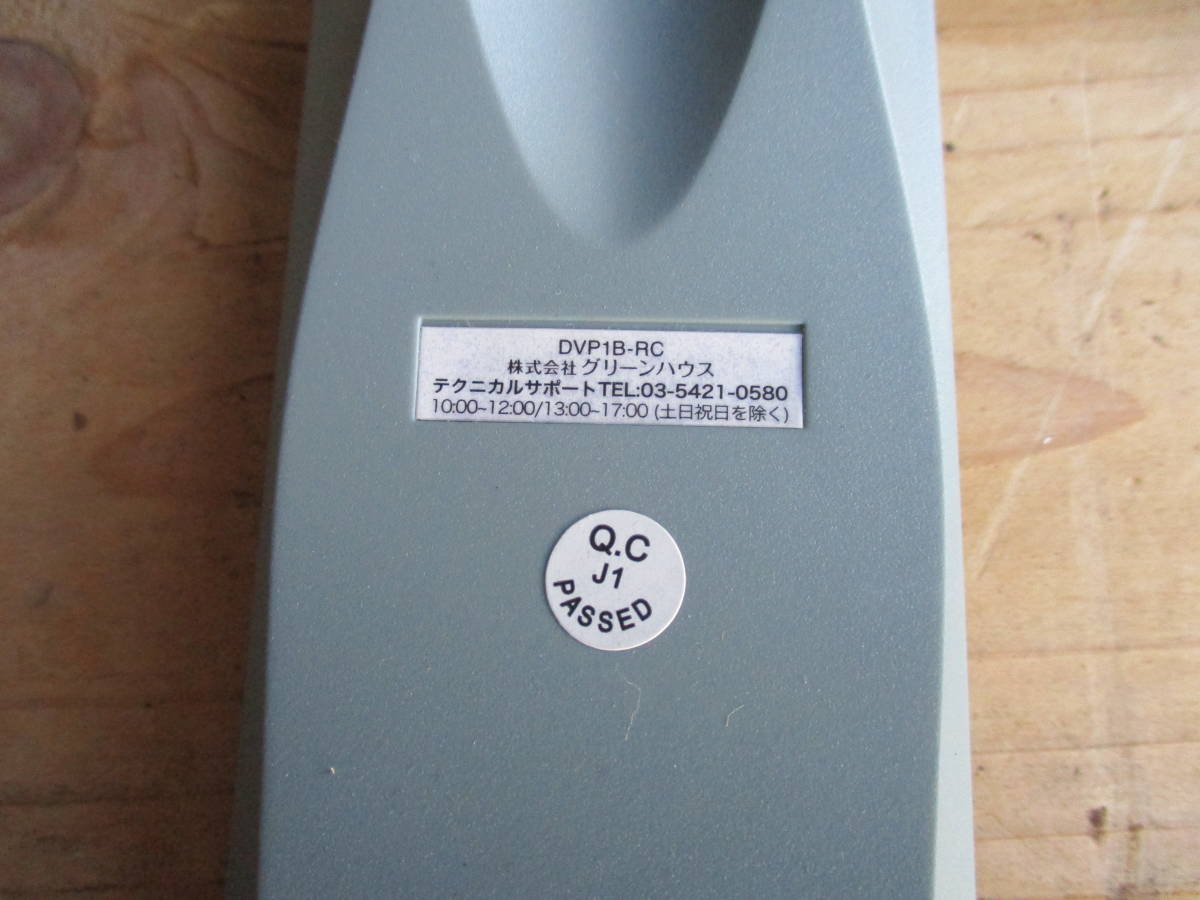 DVP1B-RC
株式会社 グリーンハウス
テクニカルサポートTEL:03-5421-0580
10:00~12:00/13:00~17:00 (土日祝日を除く)
Q.C
J1
PASSED